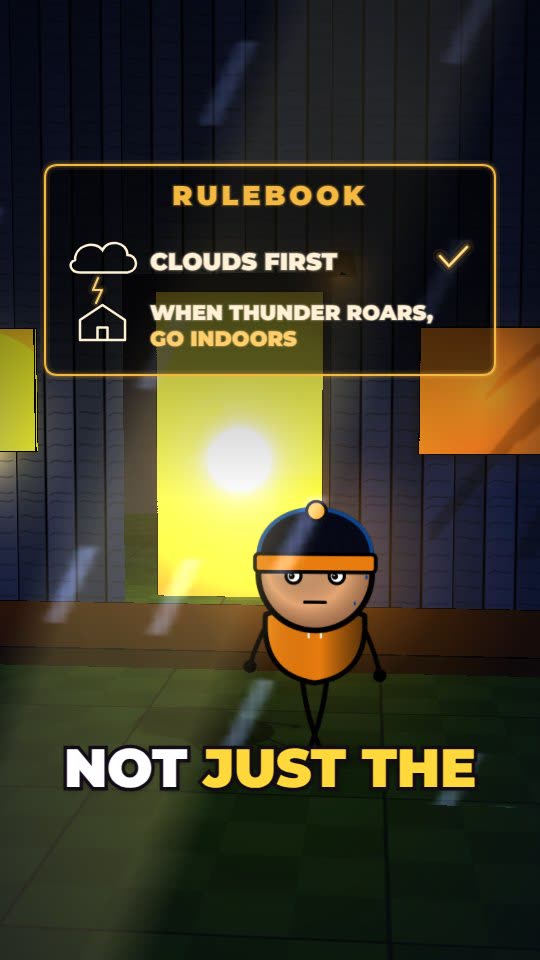 RULEBOOK
CLOUDS FIRST
WHEN THUNDER ROARS,
GO INDOORS
NOT JUST THE